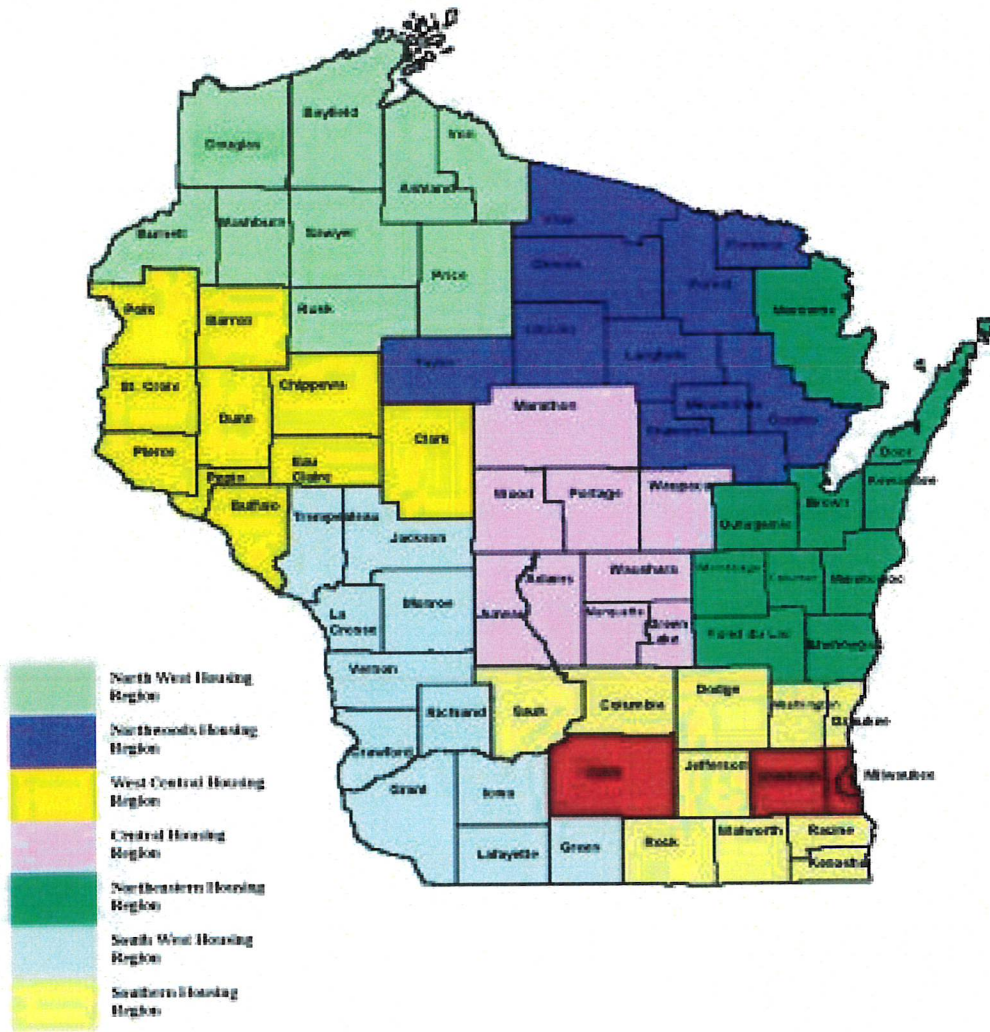 Bayfield
Douglas
Iron
Ashland
Burnett
Washburn
Sawyer
Price
Rusk
Vilas
Florence
Oneida
Forest
Marinette
Lincoln
Langlade
Taylor
Polk
Barron
St. Croix
Chippewa
Dunn
Clark
Pierce
Eau
Claire
Pepin
Buffalo
Marathon
Shawano
Oconto
Door
Kewaunee
Wood
Portage
Waupaca
Outagamie
Brown
Trempealeau
Jackson
Waushara
Adams
Winnebago
Calumet
Manitowoc
La
Crosse
Monroe
Juneau
Marquette
Green
Lake
Fond du Lac
Sheboygan
Vernon
Richland
Sauk
Columbia
Dodge
Washington
Ozaukee
Crawford
Grant
Iowa
Jefferson
Milwaukee
Lafayette
Green
Rock
Walworth
Racine
Kenosha
North West Housing
Region
Northwoods Housing
Region
West Central Housing
Region
Central Housing
Region
Northeastern Housing
Region
South West Housing
Region
Southern Housing
Region